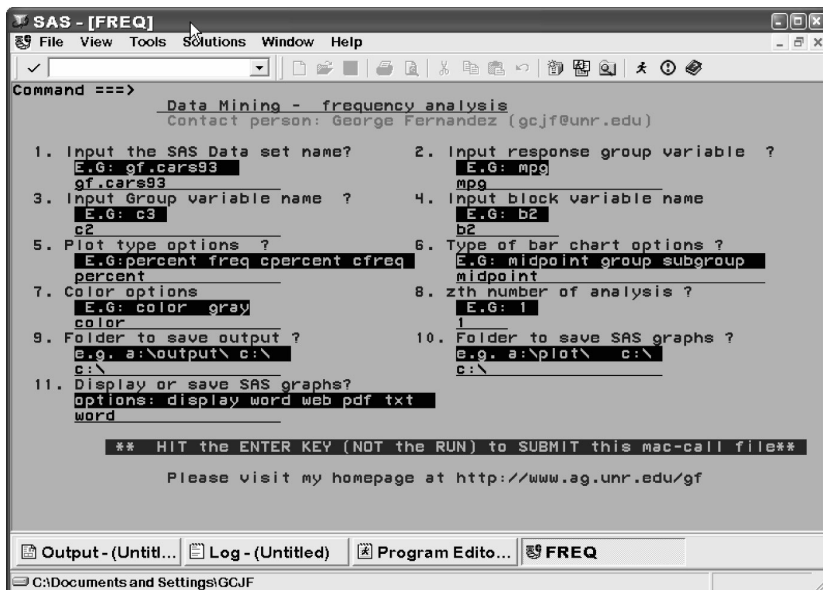 SAS - [FREQ]
File View Tools Solutions Window Help
Command ===>
Data Mining - frequency analysis
Contact person: George Fernandez (gcjf@unr.edu)
1. Input the SAS Data set name? 2. Input response group variable ?
E.G: gf.cars93 E.G: mpg
gf.cars93 mpg
3. Input Group variable name ? 4. Input block variable name
E.G: c3 E.G: b2
c2 b2
5. Plot type options ? 6. Type of bar chart options ?
E.G:percent freq cpercent cfreq E.G: midpoint group subgroup
percent midpoint
7. Color options 8. zth number of analysis ?
E.G: color gray E.G: 1
color 1
9. Folder to save output ? 10. Folder to save SAS graphs ?
e.g. a:\output\ c:\ e.g. a:\plot\ c:\
c:\ c:\
11. Display or save SAS graphs?
options: display word web pdf txt
word
** HIT the ENTER KEY (NOT the RUN) to SUBMIT this mac-call file**
Please visit my homepage at http://www.ag.unr.edu/gf
Output - (Untitl... Log - (Untitled) Program Edito... FREQ
C:\Documents and Settings\GCJF